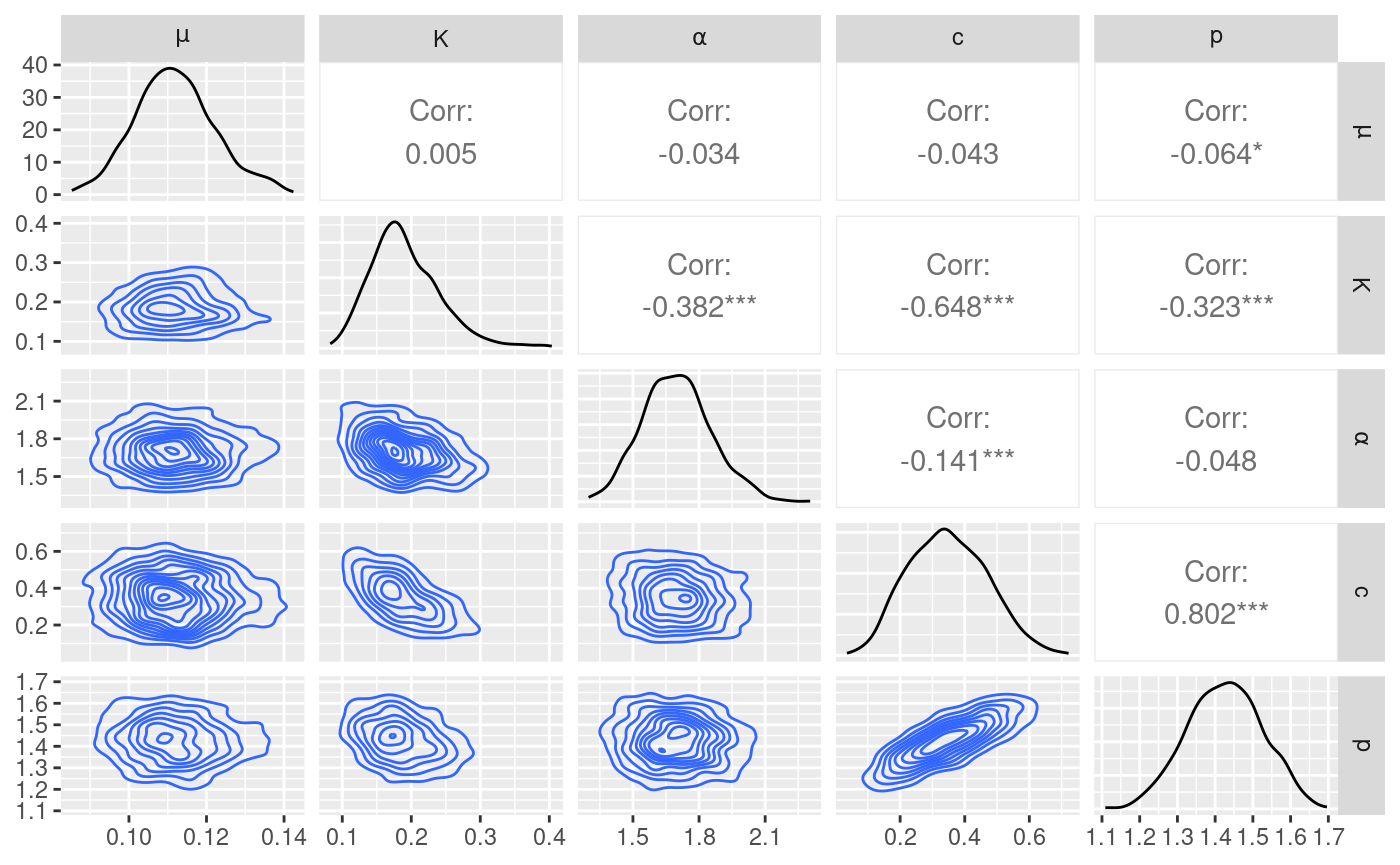 μ K α c p
40
30
20
10
0
Corr:
0.005
Corr:
-0.034
Corr:
-0.043
Corr:
-0.064*
μ
0.4
0.3
0.2
0.1
Corr:
-0.382***
Corr:
-0.648***
Corr:
-0.323***
K
2.1
1.8
1.5
Corr:
-0.141***
Corr:
-0.048
α
0.6
0.4
0.2
Corr:
0.802***
c
1.7
1.6
1.5
1.4
1.3
1.2
1.1
p
0.10 0.12 0.14 0.1 0.2 0.3 0.4 1.5 1.8 2.1 0.2 0.4 0.6 1.1 1.2 1.3 1.4 1.5 1.6 1.7